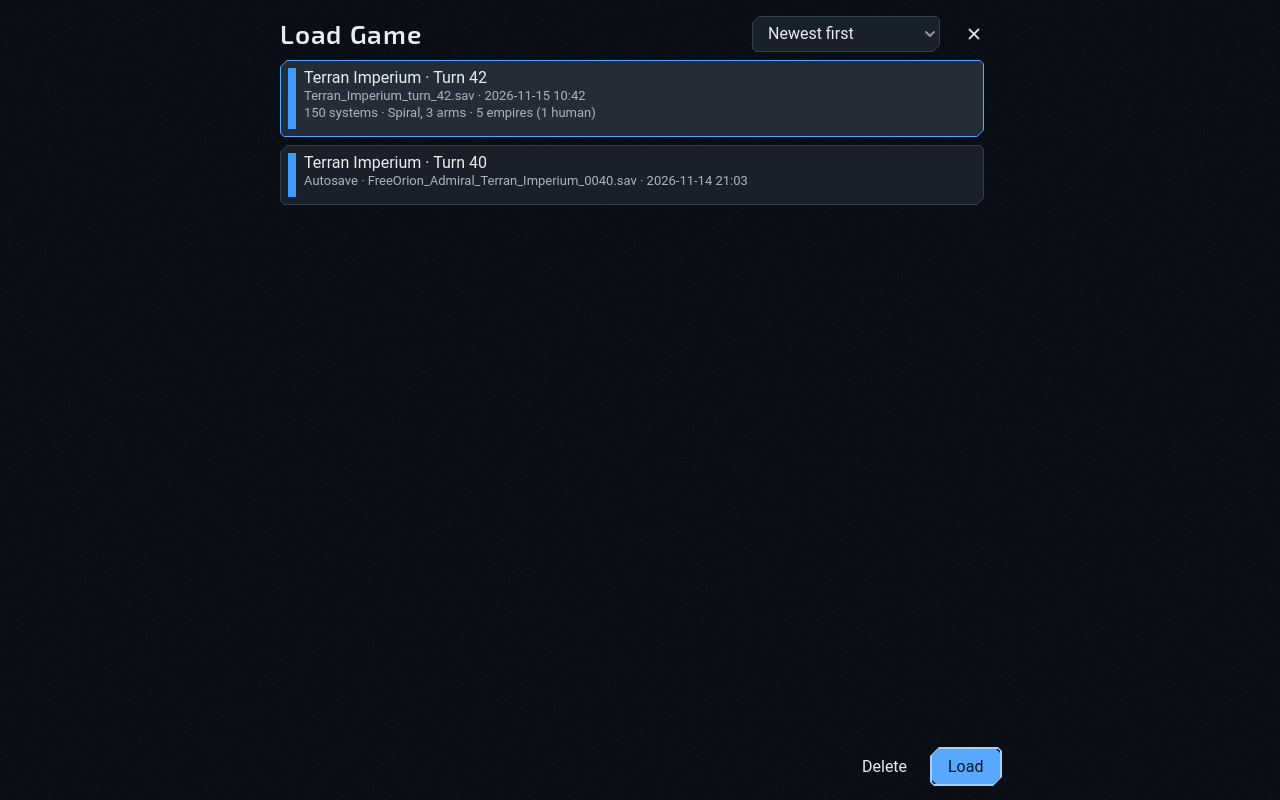 Load Game
Newest first
Terran Imperium · Turn 42
Terran_Imperium_turn_42.sav · 2026-11-15 10:42
150 systems · Spiral, 3 arms · 5 empires (1 human)
Terran Imperium · Turn 40
Autosave · FreeOrion_Admiral_Terran_Imperium_0040.sav · 2026-11-14 21:03
Delete
Load